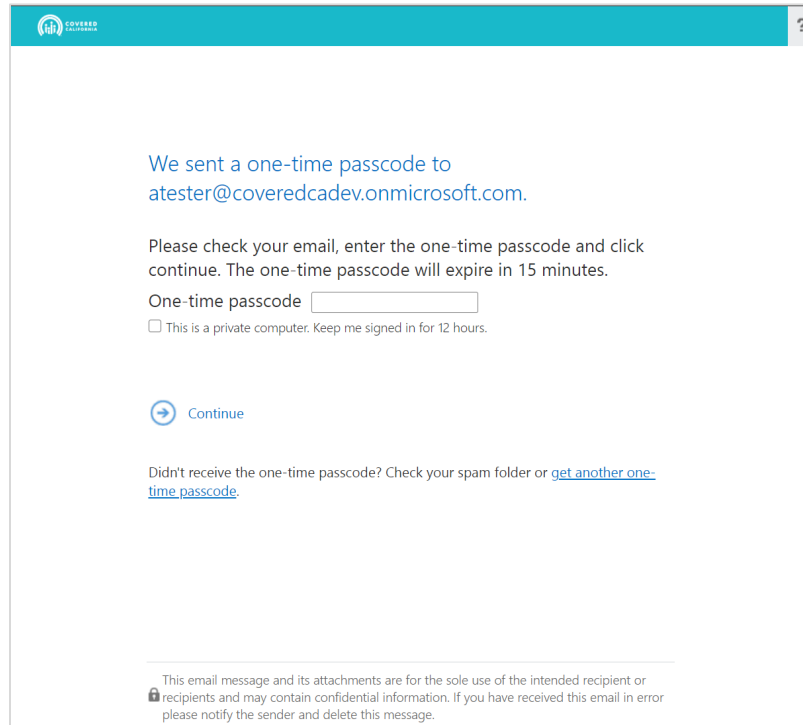 COVERED
CALIFORNIA
?
We sent a one-time passcode to
atester@coveredcadev.onmicrosoft.com.
Please check your email, enter the one-time passcode and click
continue. The one-time passcode will expire in 15 minutes.
One-time passcode
This is a private computer. Keep me signed in for 12 hours.
Continue
Didn't receive the one-time passcode? Check your spam folder or get another one-
time passcode.
This email message and its attachments are for the sole use of the intended recipient or
recipients and may contain confidential information. If you have received this email in error
please notify the sender and delete this message.